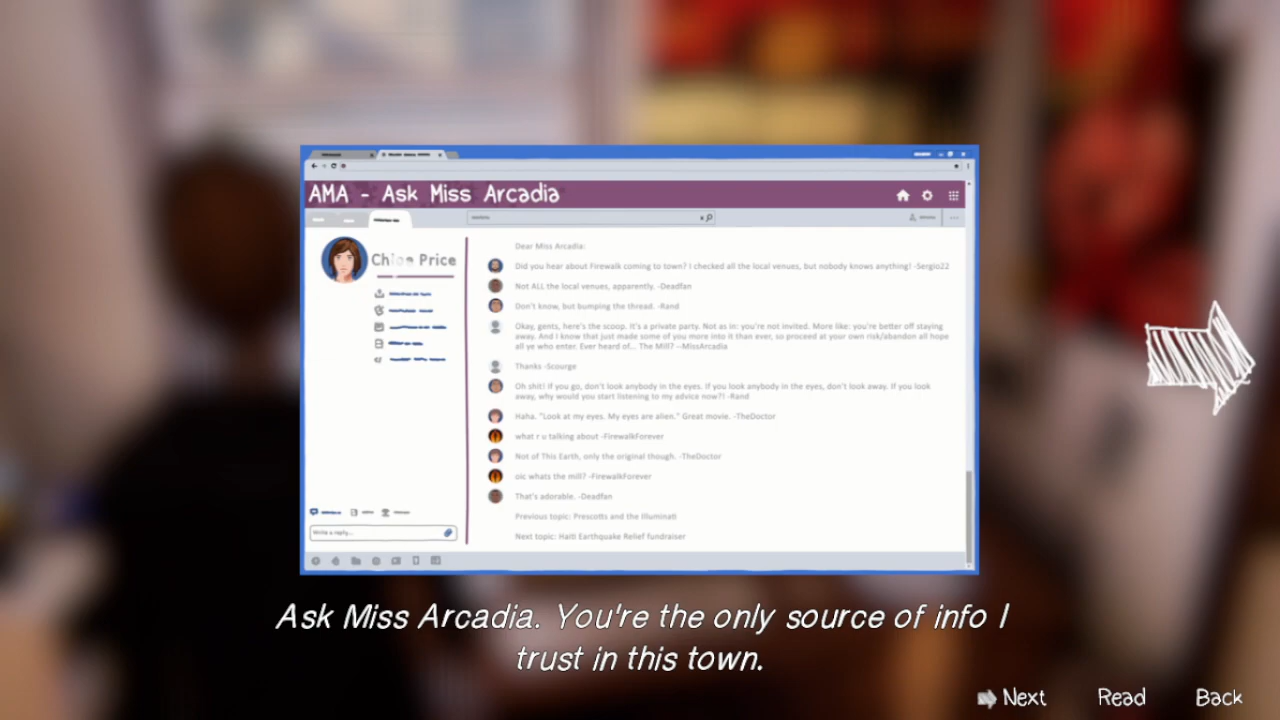 AMA - Ask Miss Arcadia
Chloe Price
Dear Miss Arcadia:
Did you hear about Firewalk coming to town? I checked all the local venues, but nobody knows anything! -Sergio22
Not ALL the local venues, apparently. -Deadfan
Don't know, but bumping the thread. -Rand
Okay, gents, here's the scoop. It's a private party. Not as in: you're not invited. More like: you're better off staying
away. And I know that just made some of you more into it than ever, so proceed at your own risk/abandon all hope
all ye who enter. Ever heard of... The Mill? --MissArcadia
Thanks -Scourge
Oh shit! If you go, don't look anybody in the eyes. If you look anybody in the eyes, don't look away. If you look
away, why would you start listening to my advice now?! -Rand
Haha. "Look at my eyes. My eyes are alien." Great movie. -TheDoctor
what r u talking about -FirewalkForever
Not of This Earth, only the original though. -TheDoctor
oic whats the mill? -FirewalkForever
That's adorable. -Deadfan
Previous topic: Prescotts and the Illuminati
Next topic: Haiti Earthquake Relief fundraiser
Write a reply...
Ask Miss Arcadia. You're the only source of info I
trust in this town.
Next Read Back